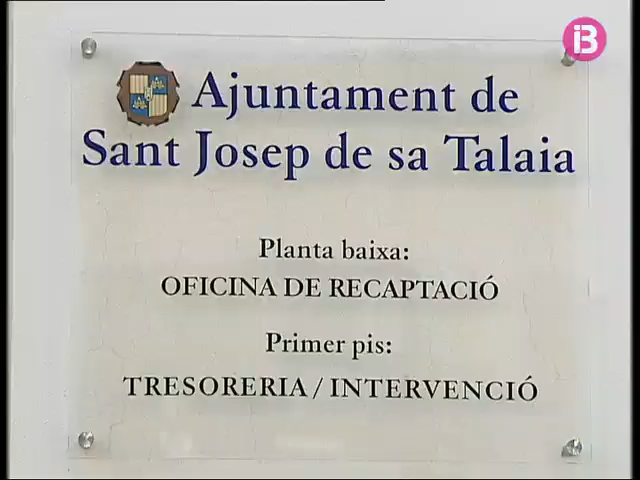 Ajuntament de
Sant Josep de sa Talaia
Planta baixa:
OFICINA DE RECAPTACIÓ
Primer pis:
TRESORERIA / INTERVENCIÓ